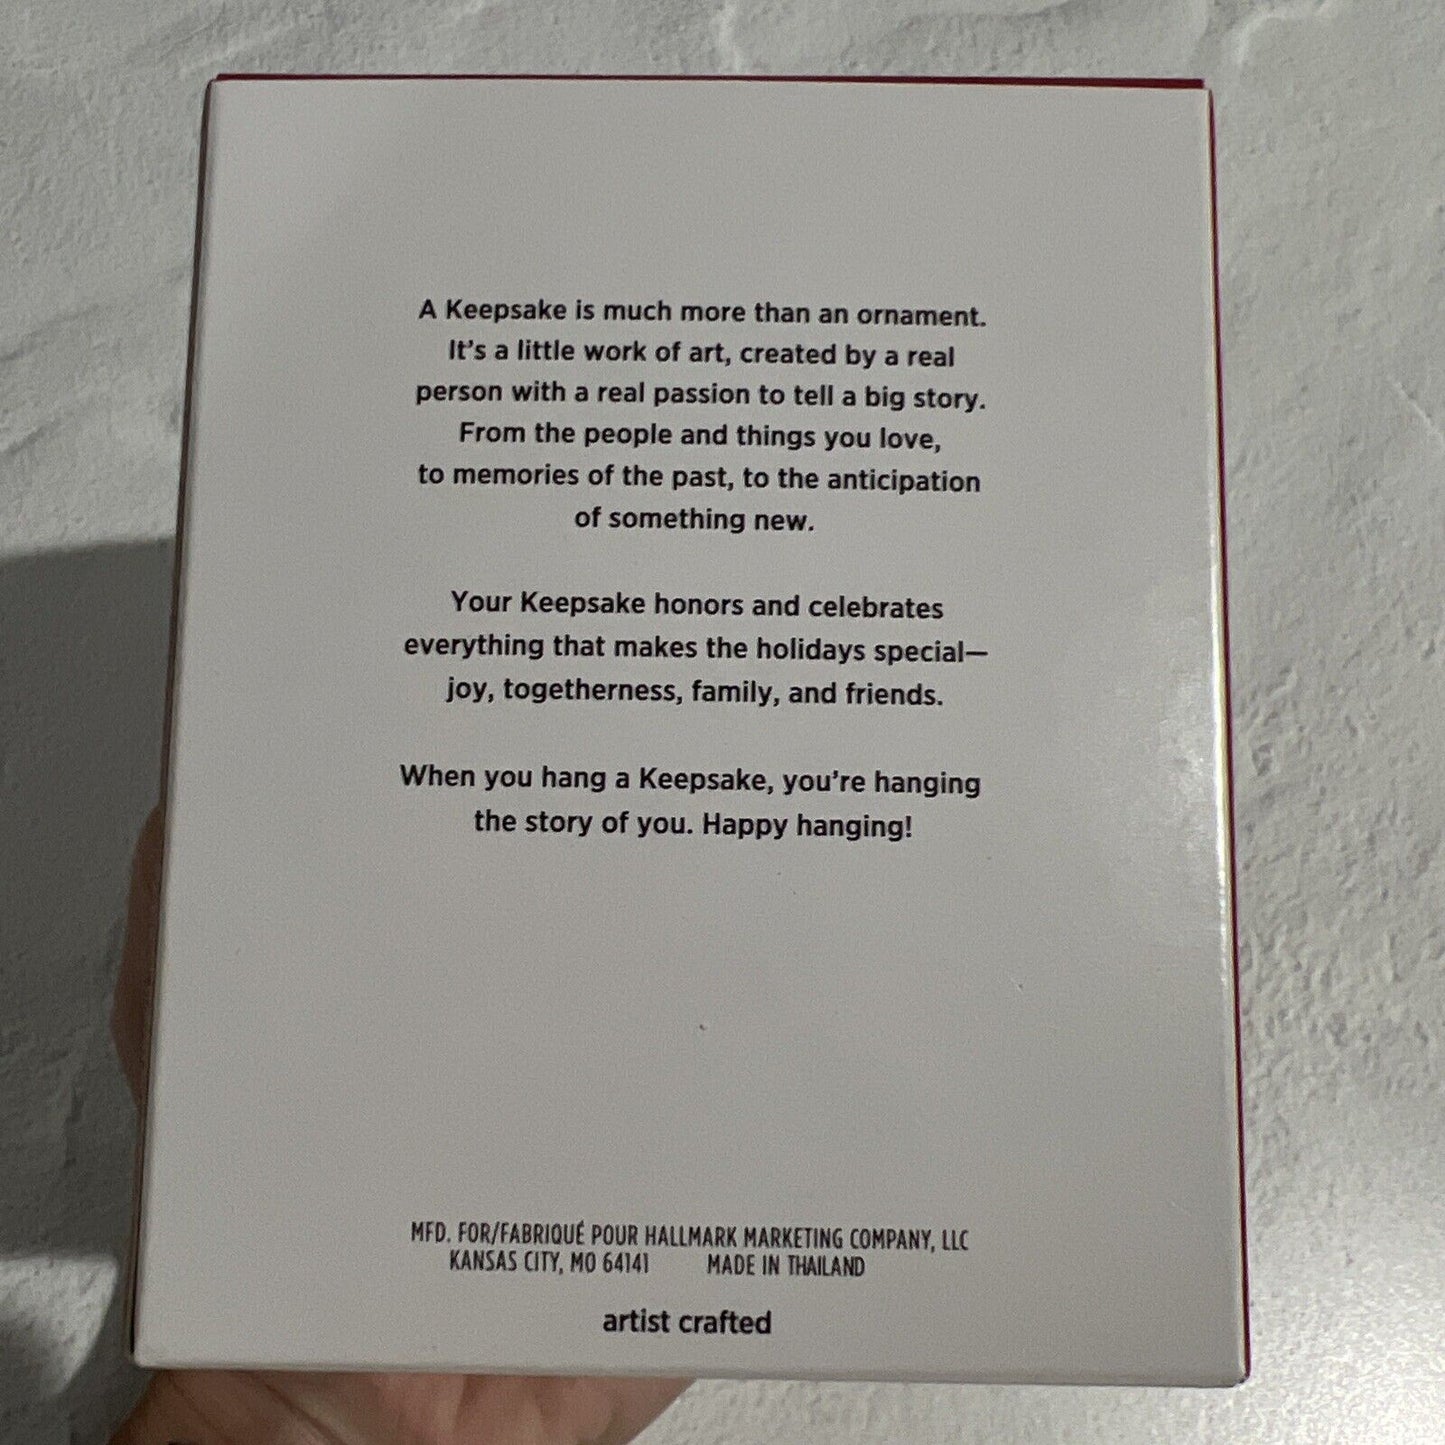 A Keepsake is much more than an ornament.
It's a little work of art, created by a real
person with a real passion to tell a big story.
From the people and things you love,
to memories of the past, to the anticipation
of something new.
Your Keepsake honors and celebrates
everything that makes the holidays special—
joy, togetherness, family, and friends.
When you hang a Keepsake, you're hanging
the story of you. Happy hanging!
MFD. FOR/FABRIQUÉ POUR HALLMARK MARKETING COMPANY, LLC
KANSAS CITY, MO 64141 MADE IN THAILAND
artist crafted